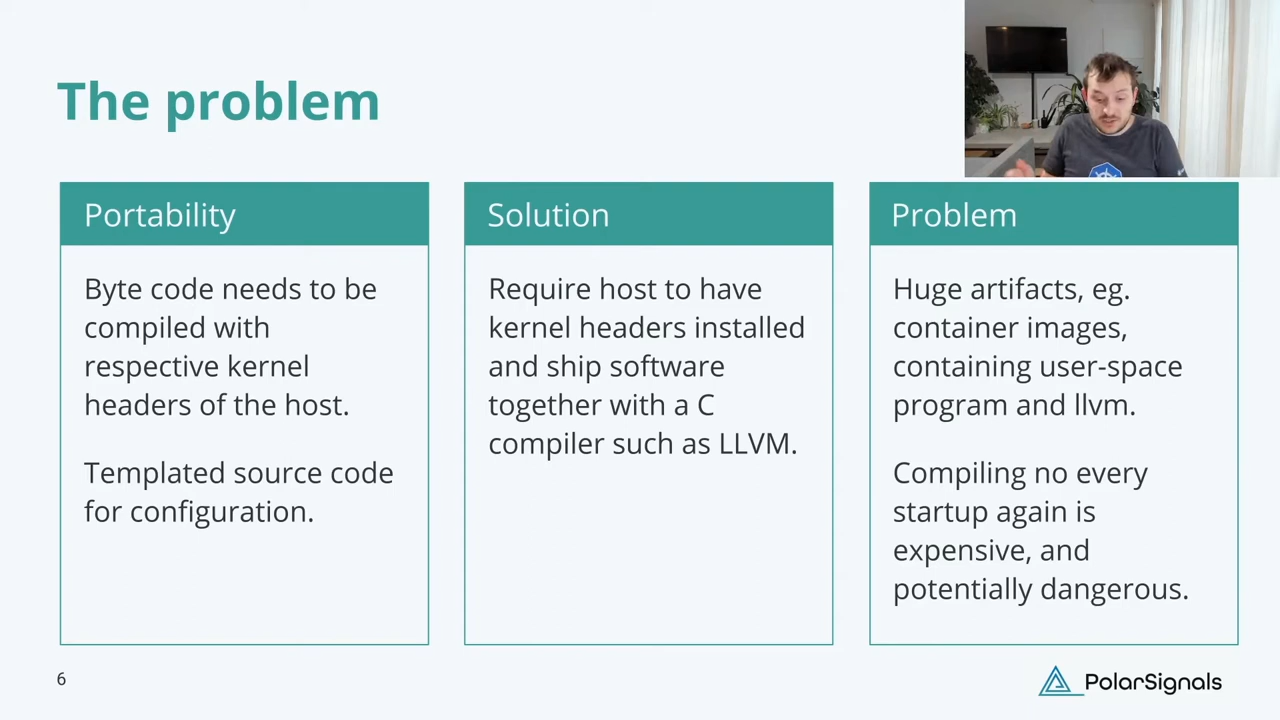 The problem
Portability
Byte code needs to be
compiled with
respective kernel
headers of the host.
Templated source code
for configuration.
Solution
Require host to have
kernel headers installed
and ship software
together with a C
compiler such as LLVM.
Problem
Huge artifacts, eg.
container images,
containing user-space
program and llvm.
Compiling no every
startup again is
expensive, and
potentially dangerous.
6
PolarSignals